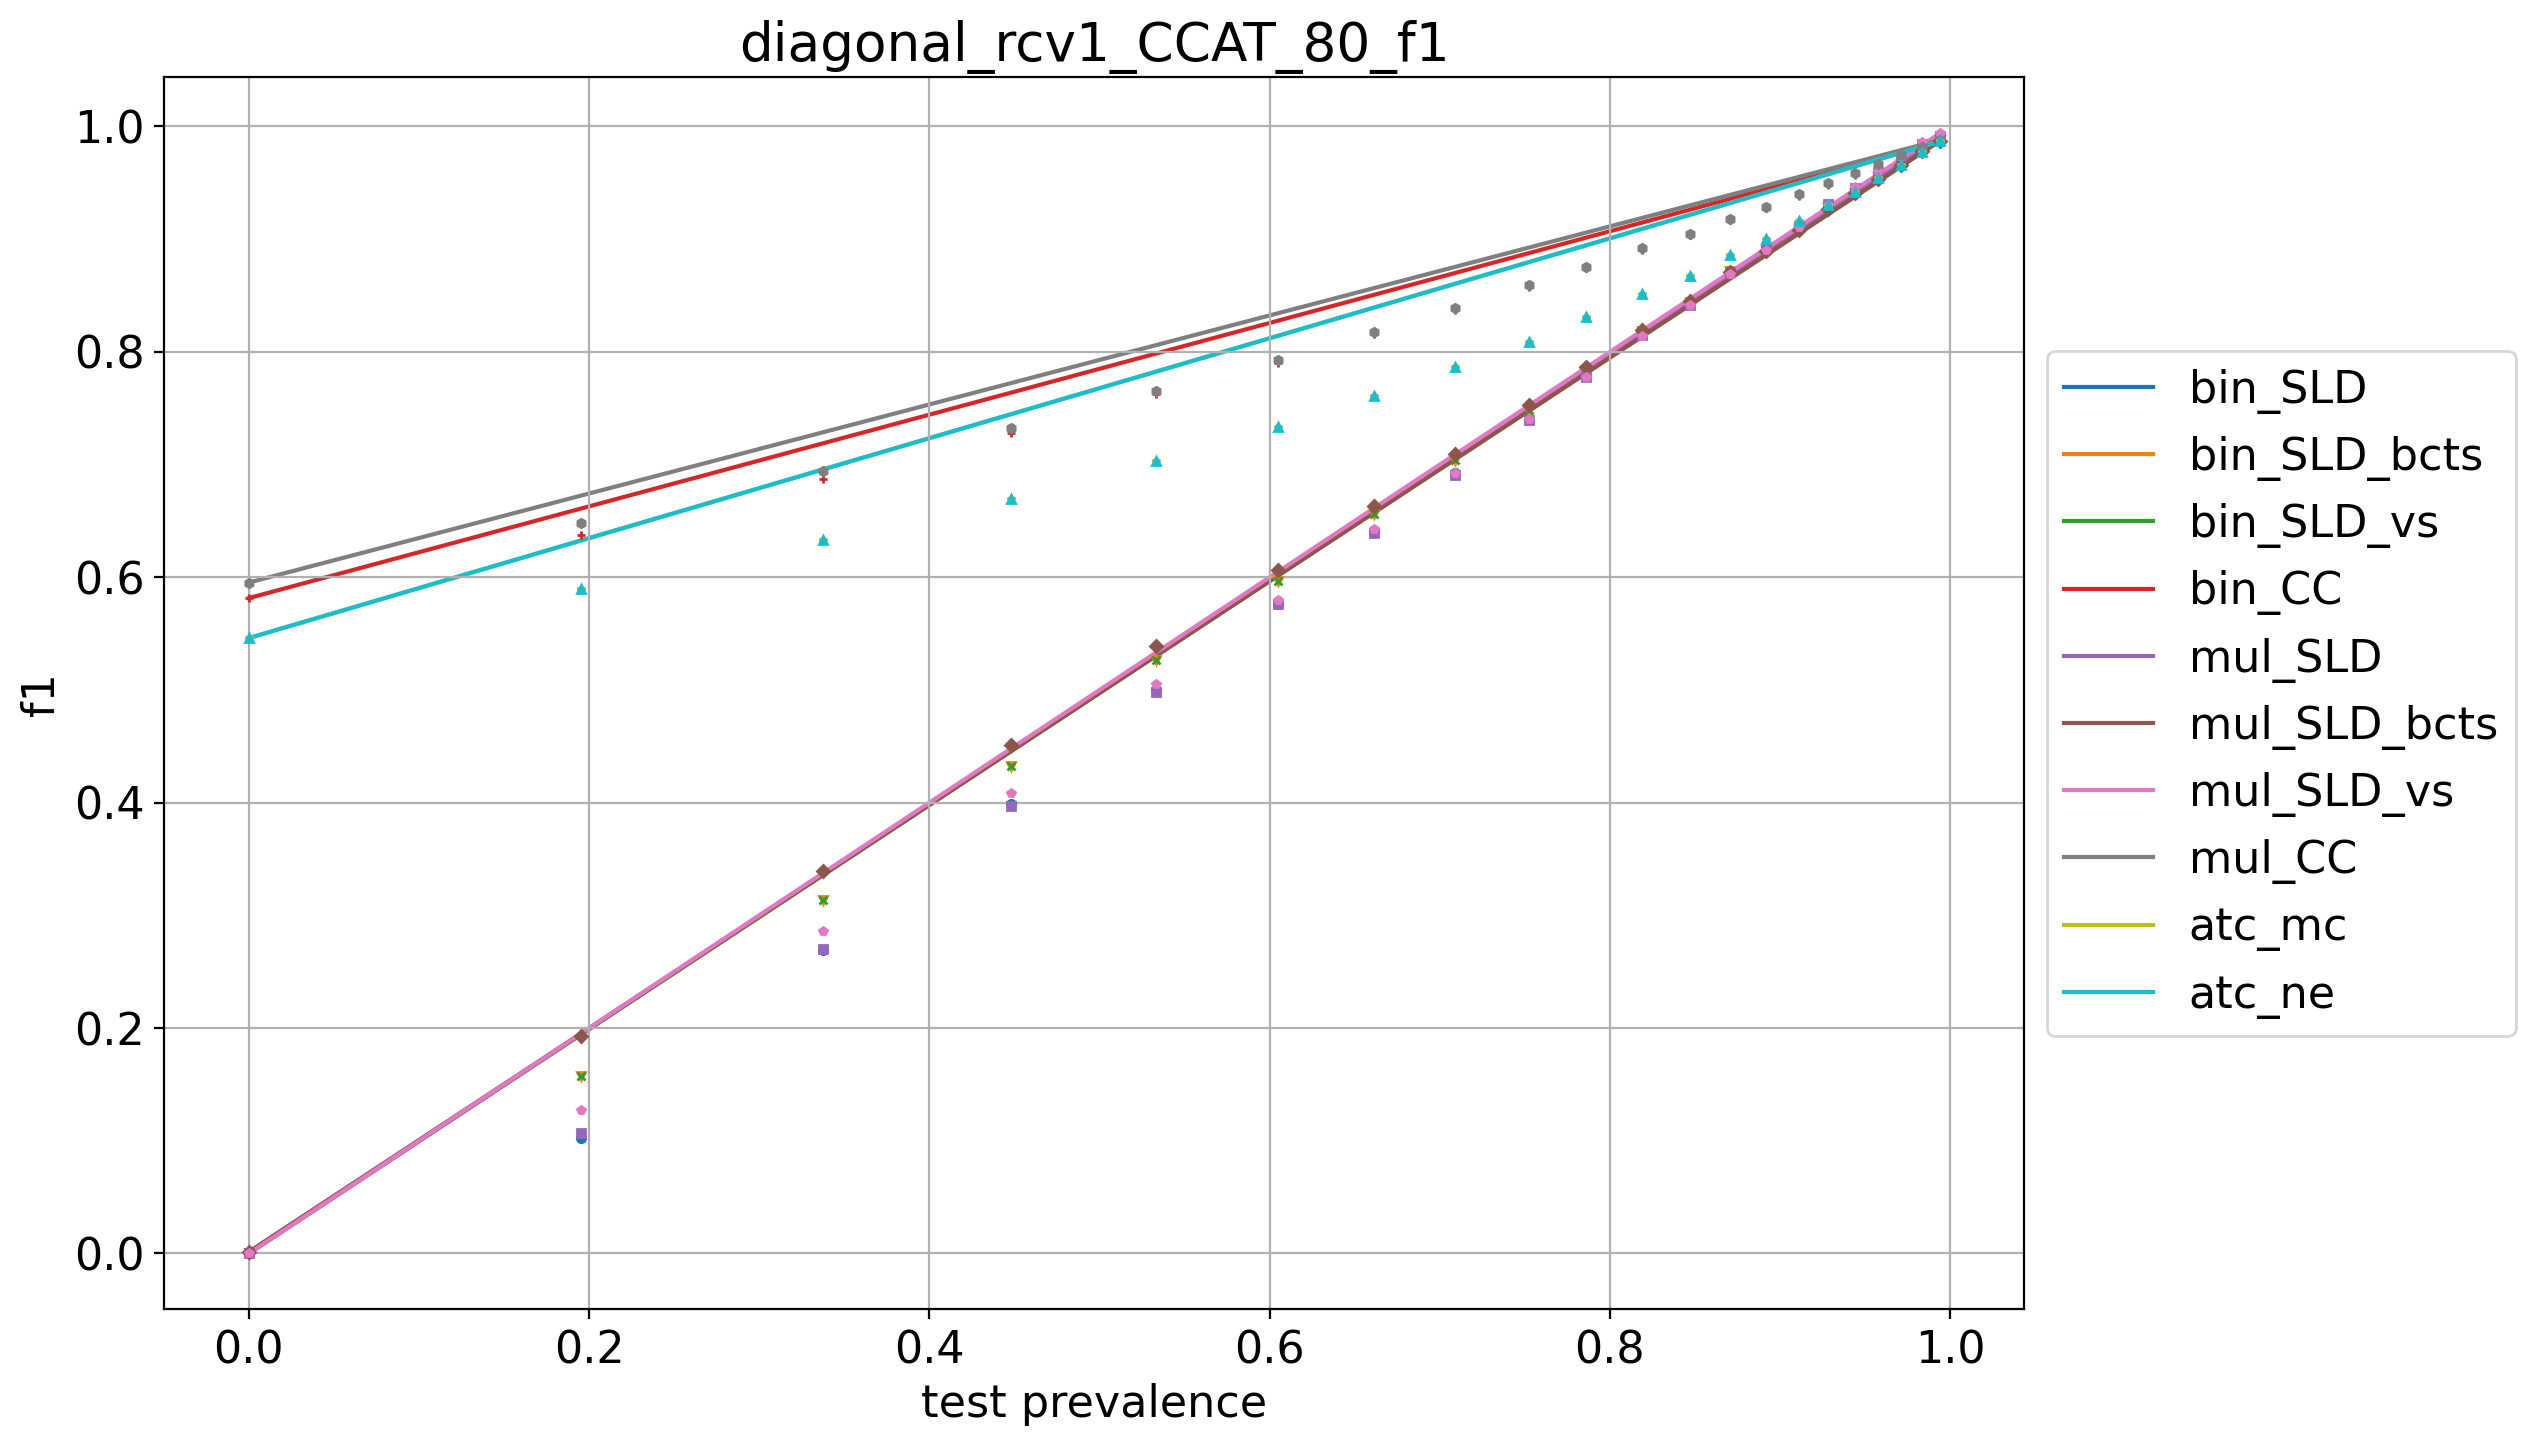 diagonal_rcv1_CCAT_80_f1
1.0
0.8
0.6
0.4
0.2
0.0
f1
0.0 0.2 0.4 0.6 0.8 1.0
test prevalence
bin_SLD
bin_SLD_bcts
bin_SLD_vs
bin_CC
mul_SLD
mul_SLD_bcts
mul_SLD_vs
mul_CC
atc_mc
atc_ne